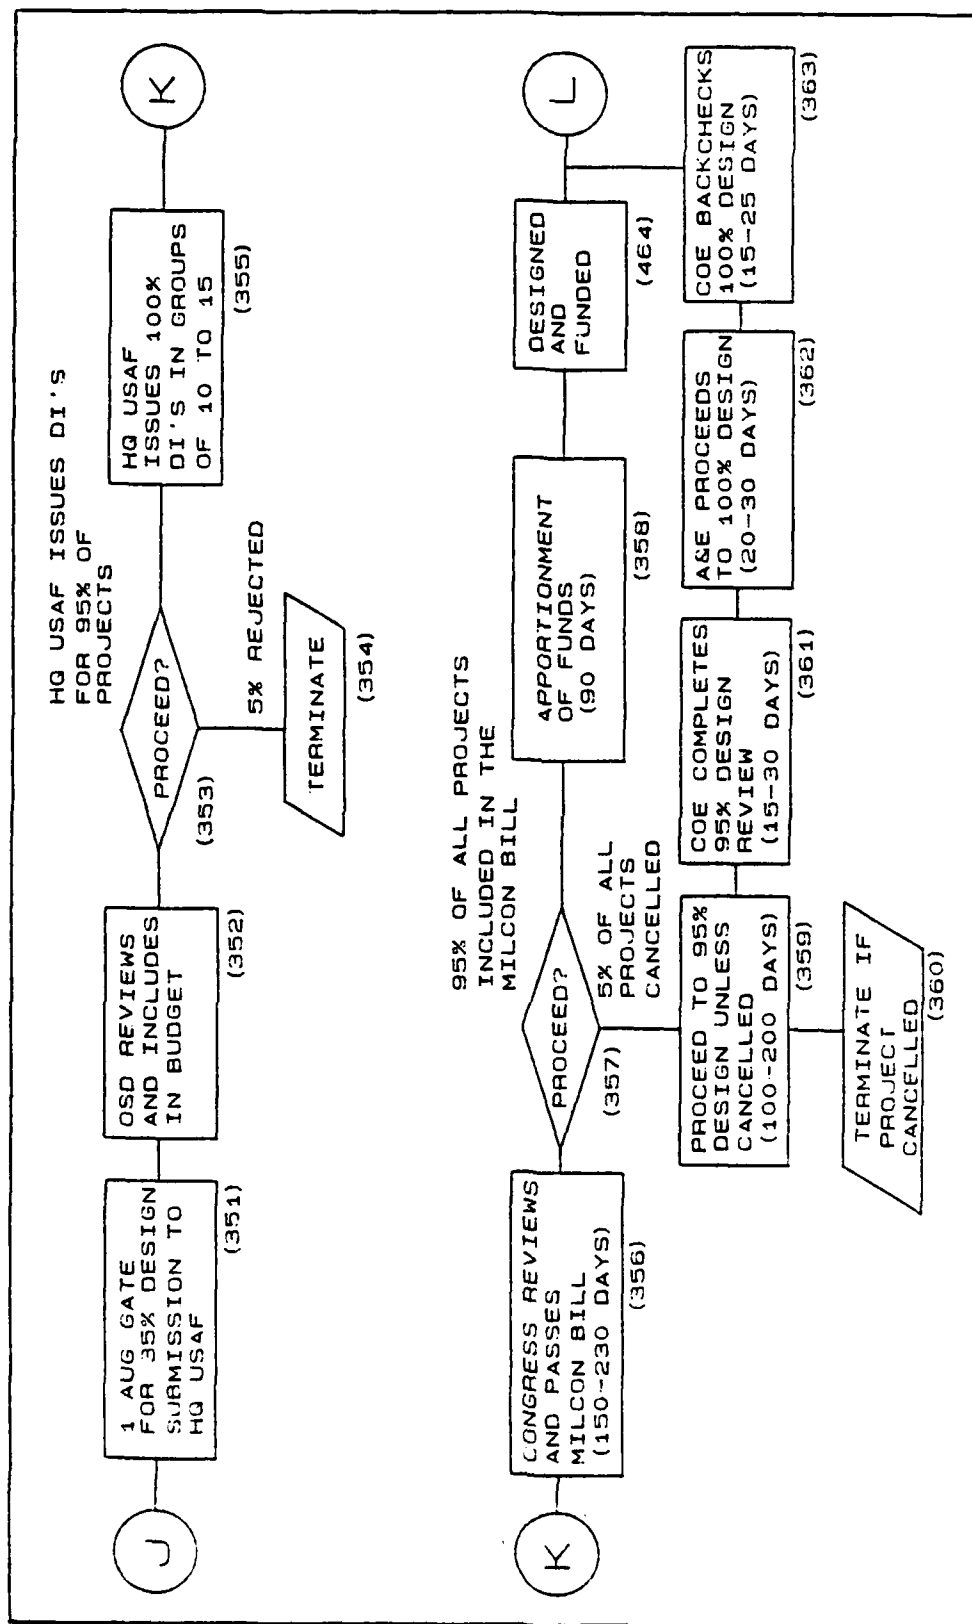 J
1 AUG GATE
FOR 35% DESIGN
SUBMISSION TO
HQ USAF
(351)
OSD REVIEWS
AND INCLUDES
IN BUDGET
(352)
PROCEED?
(353)
HQ USAF ISSUES DI'S
FOR 95% OF
PROJECTS
5% REJECTED
TERMINATE
(354)
HQ USAF
ISSUES 100%
DI'S IN GROUPS
OF 10 TO 15
(355)
K
K
CONGRESS REVIEWS
AND PASSES
MILCON BILL
(150-230 DAYS)
(356)
PROCEED?
(357)
95% OF ALL PROJECTS
INCLUDED IN THE
MILCON BILL
5% OF ALL
PROJECTS
CANCELLED
APPORTIONMENT
OF FUNDS
(90 DAYS)
(358)
DESIGNED
AND
FUNDED
(464)
L
PROCEED TO 95%
DESIGN UNLESS
CANCELLED
(100-200 DAYS)
(359)
TERMINATE IF
PROJECT
CANCELLED
(360)
COE COMPLETES
95% DESIGN
REVIEW
(15-30 DAYS)
(361)
A&E PROCEEDS
TO 100% DESIGN
(20-30 DAYS)
(362)
COE BACKCHECKS
100% DESIGN
(15-25 DAYS)
(363)